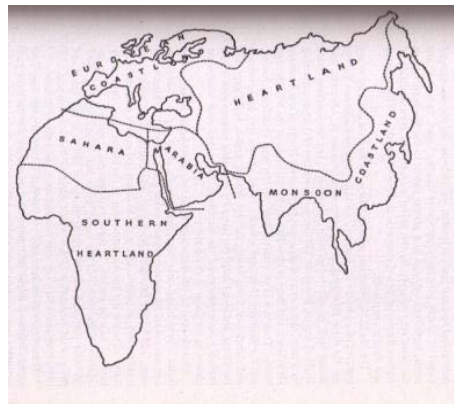 EUROPEAN
COASTLAND
HEARTLAND
SAHARA
ARABIA
MONSOON
COASTLAND
SOUTHERN
HEARTLAND